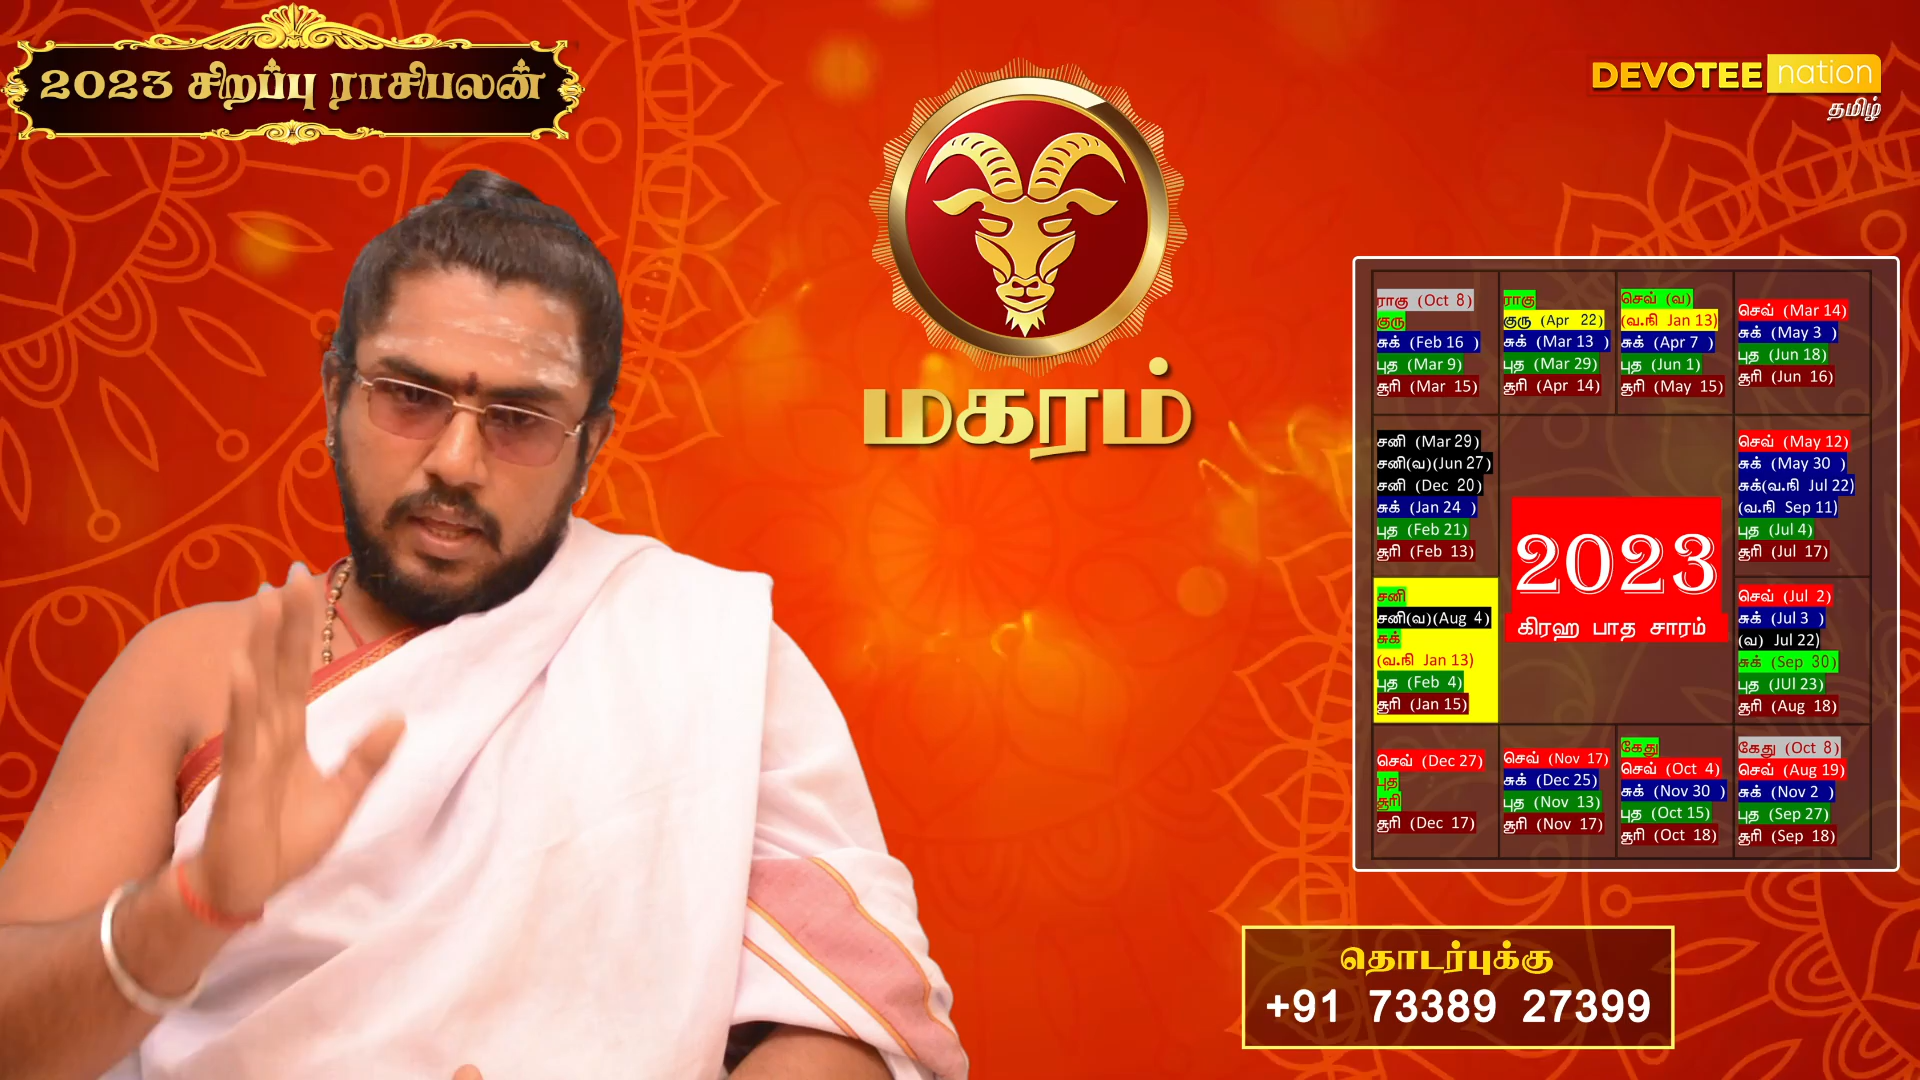 2023 சிறப்பு ராசிபலன்
DEVOTEE nation
தமிழ்
மகரம்
ராகு (Oct 8)
குரு
சுக் (Feb 16 )
புத (Mar 9)
சூரி (Mar 15)
ராகு
குரு (Apr 22)
சுக் (Mar 13 )
புத (Mar 29)
சூரி (Apr 14)
செவ் (வ)
(வ.நி Jan 13)
சுக் (Apr 7 )
புத (Jun 1)
சூரி (May 15)
செவ் (Mar 14)
சுக் (May 3 )
புத (Jun 18)
சூரி (Jun 16)
சனி (Mar 29)
சனி(வ)(Jun 27)
சனி (Dec 20)
சுக் (Jan 24 )
புத (Feb 21)
சூரி (Feb 13)
செவ் (May 12)
சுக் (May 30 )
சுக்(வ.நி Jul 22)
(வ.நி Sep 11)
புத (Jul 4)
சூரி (Jul 17)
2023
கிரஹ பாத சாரம்
சனி
சனி(வ)(Aug 4)
சுக்
(வ.நி Jan 13)
புத (Feb 4)
சூரி (Jan 15)
செவ் (Jul 2)
சுக் (Jul 3 )
(வ) Jul 22)
சுக் (Sep 30)
புத (JUl 23)
சூரி (Aug 18)
செவ் (Dec 27)
புத
சூரி
சூரி (Dec 17)
செவ் (Nov 17)
சுக் (Dec 25)
புத (Nov 13)
சூரி (Nov 17)
கேது
செவ் (Oct 4)
சுக் (Nov 30 )
புத (Oct 15)
சூரி (Oct 18)
கேது (Oct 8)
செவ் (Aug 19)
சுக் (Nov 2 )
புத (Sep 27)
சூரி (Sep 18)
தொடர்புக்கு
+91 73389 27399